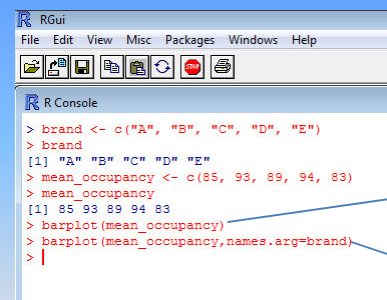 RGui
File Edit View Misc Packages Windows Help
STOP
R Console
> brand <- c("A", "B", "C", "D", "E")
> brand
[1] "A" "B" "C" "D" "E"
> mean_occupancy <- c(85, 93, 89, 94, 83)
> mean_occupancy
[1] 85 93 89 94 83
> barplot(mean_occupancy)
> barplot(mean_occupancy,names.arg=brand)
>